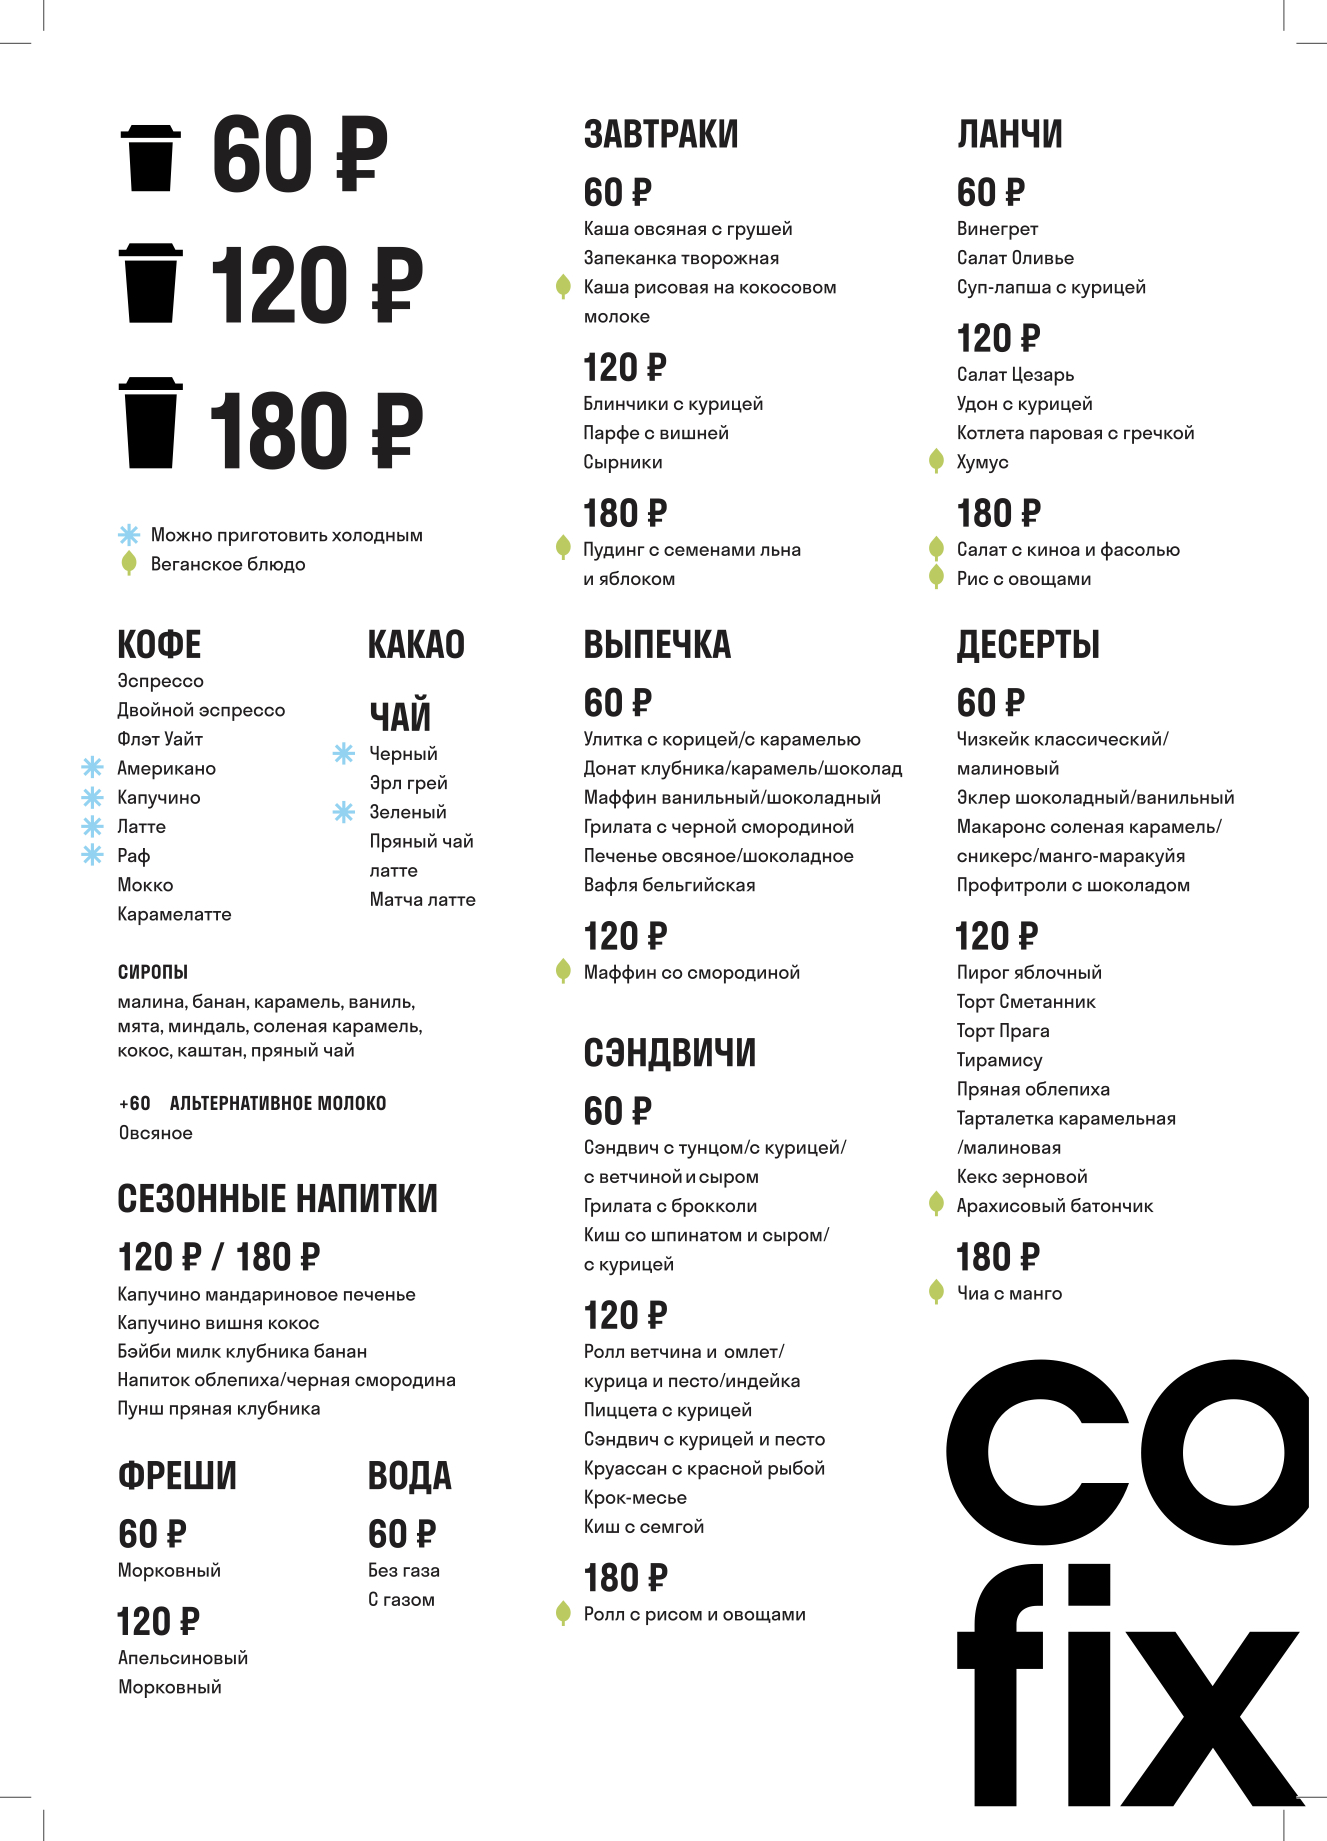 60 ₽
120 ₽
180 ₽
Можно приготовить холодным
Веганское блюдо
КОФЕ
Эспрессо
Двойной эспрессо
Флэт Уайт
Американо
Капучино
Латте
Раф
Мокко
Карамелатте
КАКАО
ЧАЙ
Черный
Эрл грей
Зеленый
Пряный чай
латте
Матча латте
СИРОПЫ
малина, банан, карамель, ваниль,
мята, миндаль, соленая карамель,
кокос, каштан, пряный чай
+60 АЛЬТЕРНАТИВНОЕ МОЛОКО
Овсяное
СЕЗОННЫЕ НАПИТКИ
120 ₽ / 180 ₽
Капучино мандариновое печенье
Капучино вишня кокос
Бэйби милк клубника банан
Напиток облепиха/черная смородина
Пунш пряная клубника
ФРЕШИ
60 ₽
Морковный
120 ₽
Апельсиновый
Морковный
ВОДА
60 ₽
Без газа
С газом
ЗАВТРАКИ
60 ₽
Каша овсяная с грушей
Запеканка творожная
Каша рисовая на кокосовом
молоке
120 ₽
Блинчики с курицей
Парфе с вишней
Сырники
180 ₽
Пудинг с семенами льна
и яблоком
ВЫПЕЧКА
60 ₽
Улитка с корицей/с карамелью
Донат клубника/карамель/шоколад
Маффин ванильный/шоколадный
Грилата с черной смородиной
Печенье овсяное/шоколадное
Вафля бельгийская
120 ₽
Маффин со смородиной
СЭНДВИЧИ
60 ₽
Сэндвич с тунцом/с курицей/
с ветчиной и сыром
Грилата с брокколи
Киш со шпинатом и сыром/
с курицей
120 ₽
Ролл ветчина и омлет/
курица и песто/индейка
Пиццета с курицей
Сэндвич с курицей и песто
Круассан с красной рыбой
Крок-месье
Киш с семгой
180 ₽
Ролл с рисом и овощами
ЛАНЧИ
60 ₽
Винегрет
Салат Оливье
Суп-лапша с курицей
120 ₽
Салат Цезарь
Удон с курицей
Котлета паровая с гречкой
Хумус
180 ₽
Салат с киноа и фасолью
Рис с овощами
ДЕСЕРТЫ
60 ₽
Чизкейк классический/
малиновый
Эклер шоколадный/ванильный
Макаронс соленая карамель/
сникерс/манго-маракуйя
Профитроли с шоколадом
120 ₽
Пирог яблочный
Торт Сметанник
Торт Прага
Тирамису
Пряная облепиха
Тарталетка карамельная
/малиновая
Кекс зерновой
Арахисовый батончик
180 ₽
Чиа с манго
co
fix